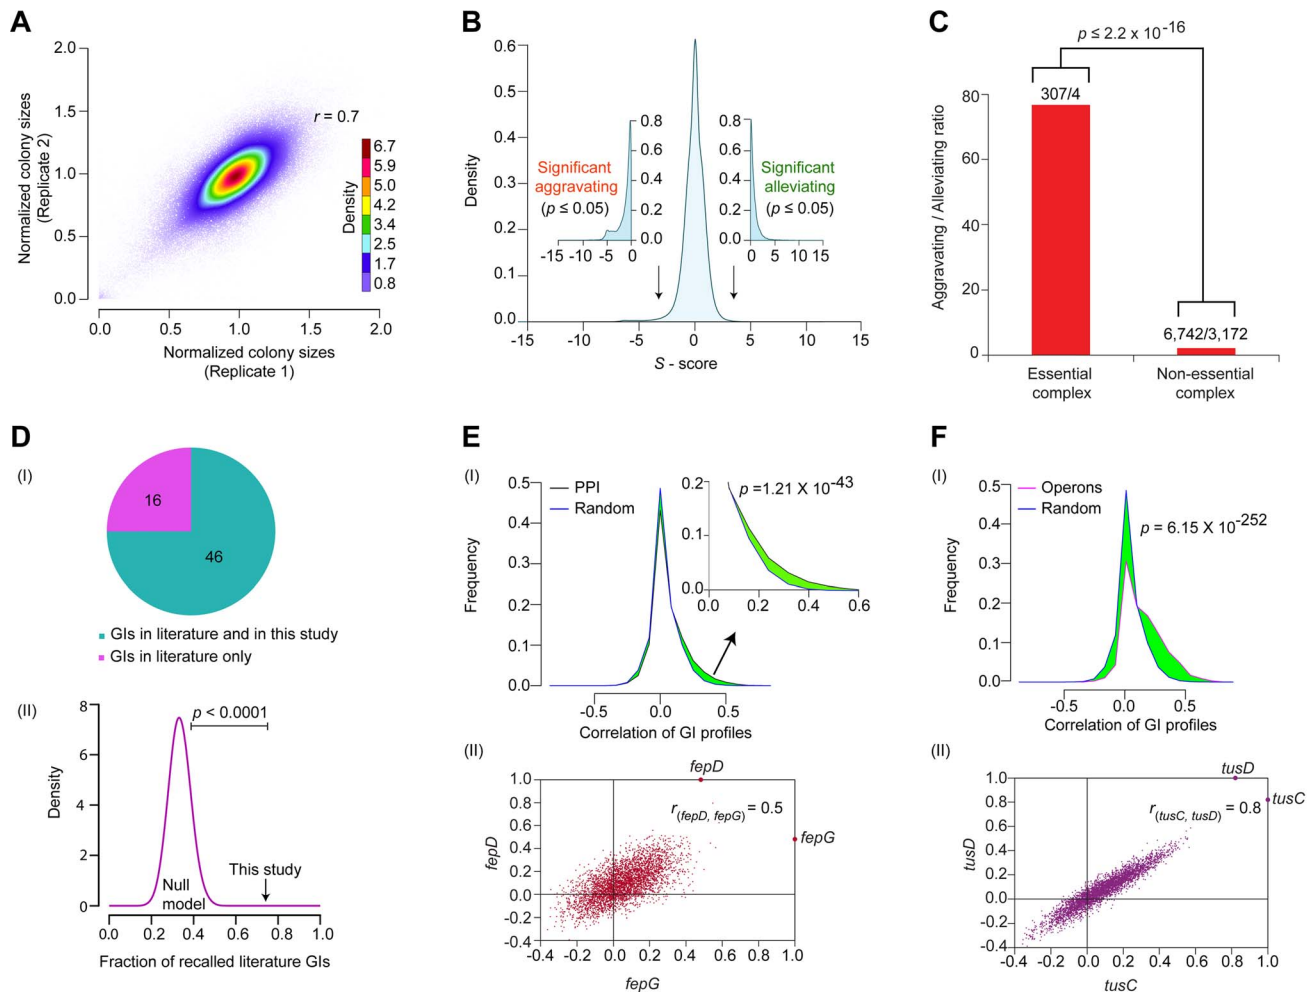 A
Normalized colony sizes
(Replicate 2)
2.0
1.5
1.0
0.5
0.0
r = 0.7
Density
6.7
5.9
5.0
4.2
3.4
2.5
1.7
0.8
0.0 0.5 1.0 1.5 2.0
Normalized colony sizes
(Replicate 1)
B
Density
0.6
0.5
0.4
0.3
0.2
0.1
0.0
Significant
aggravating
(p ≤ 0.05)
0.8
0.6
0.4
0.2
0.0
-15 -10 -5 0
0.8
0.6
0.4
0.2
0.0
0 5 10 15
Significant
alleviating
(p ≤ 0.05)
-15 -10 -5 0 5 10 15
S - score
C
Aggravating / Alleviating ratio
p ≤ 2.2 x 10-16
80
60
40
20
0
307/4
6,742/3,172
Essential
complex
Non-essential
complex
D
(I)
16
46
GIs in literature and in this study
GIs in literature only
(II)
Density
8
6
4
2
0
p < 0.0001
Null
model
This study
0.0 0.2 0.4 0.6 0.8 1.0
Fraction of recalled literature GIs
E
(I)
Frequency
0.5
0.4
0.3
0.2
0.1
0.0
PPI
Random
p =1.21 X 10-43
0.2
0.1
0.0
0.0 0.2 0.4 0.6
-0.5 0.0 0.5
Correlation of GI profiles
(II)
fepD
1.0
0.8
0.6
0.4
0.2
0.0
-0.2
-0.4
fepD
r(fepD, fepG) = 0.5
fepG
-0.4 -0.2 0.0 0.2 0.4 0.6 0.8 1.0
fepG
F
(I)
Frequency
0.5
0.4
0.3
0.2
0.1
0.0
Operons
Random
p = 6.15 X 10-252
-0.5 0.0 0.5
Correlation of GI profiles
(II)
tusD
1.0
0.8
0.6
0.4
0.2
0.0
-0.2
-0.4
tusD
tusC
r(tusC, tusD) = 0.8
-0.4 -0.2 0.0 0.2 0.4 0.6 0.8 1.0
tusC